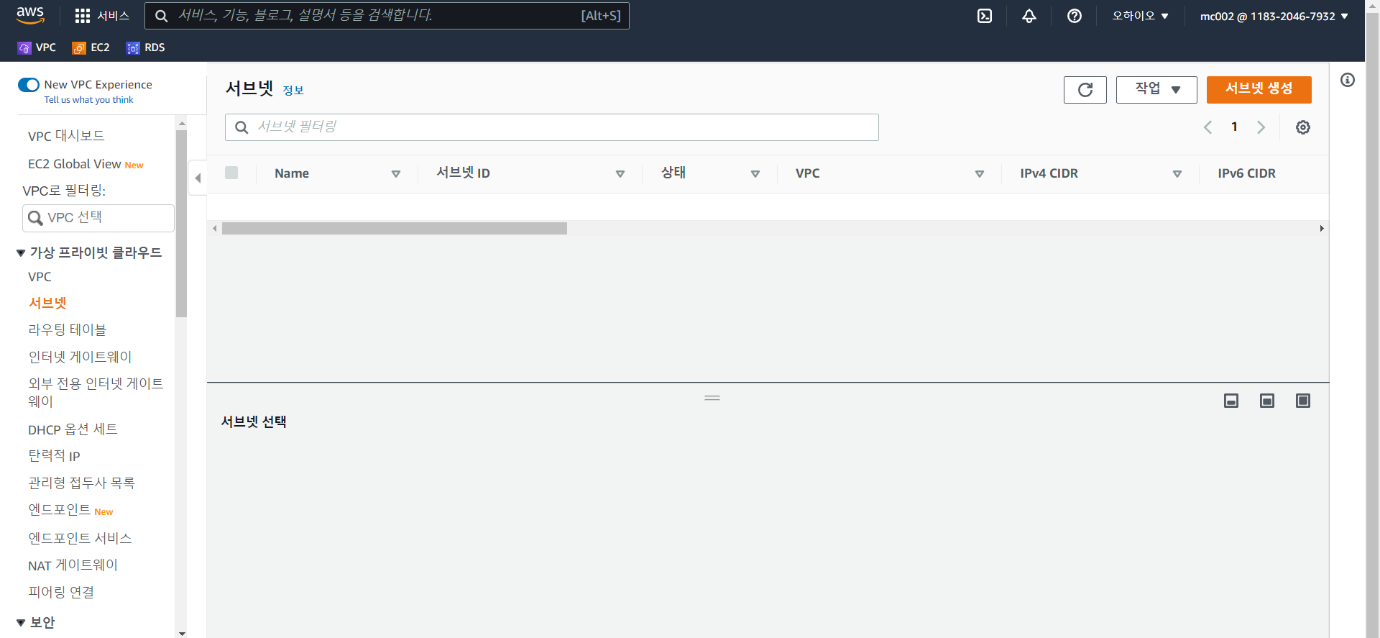 aws
서비스
서비스, 기능, 블로그, 설명서 등을 검색합니다.
[Alt+S]
오하이오 ▼
mc002 @ 1183-2046-7932 ▼
VPC
EC2
RDS
New VPC Experience
Tell us what you think
VPC 대시보드
EC2 Global View New
VPC로 필터링:
VPC 선택
▼ 가상 프라이빗 클라우드
VPC
서브넷
라우팅 테이블
인터넷 게이트웨이
외부 전용 인터넷 게이트
웨이
DHCP 옵션 세트
탄력적 IP
관리형 접두사 목록
엔드포인트 New
엔드포인트 서비스
NAT 게이트웨이
피어링 연결
▼ 보안
서브넷 정보
작업 ▼
서브넷 생성
서브넷 필터링
1
Name
서브넷 ID
상태
VPC
IPv4 CIDR
IPv6 CIDR
서브넷 선택